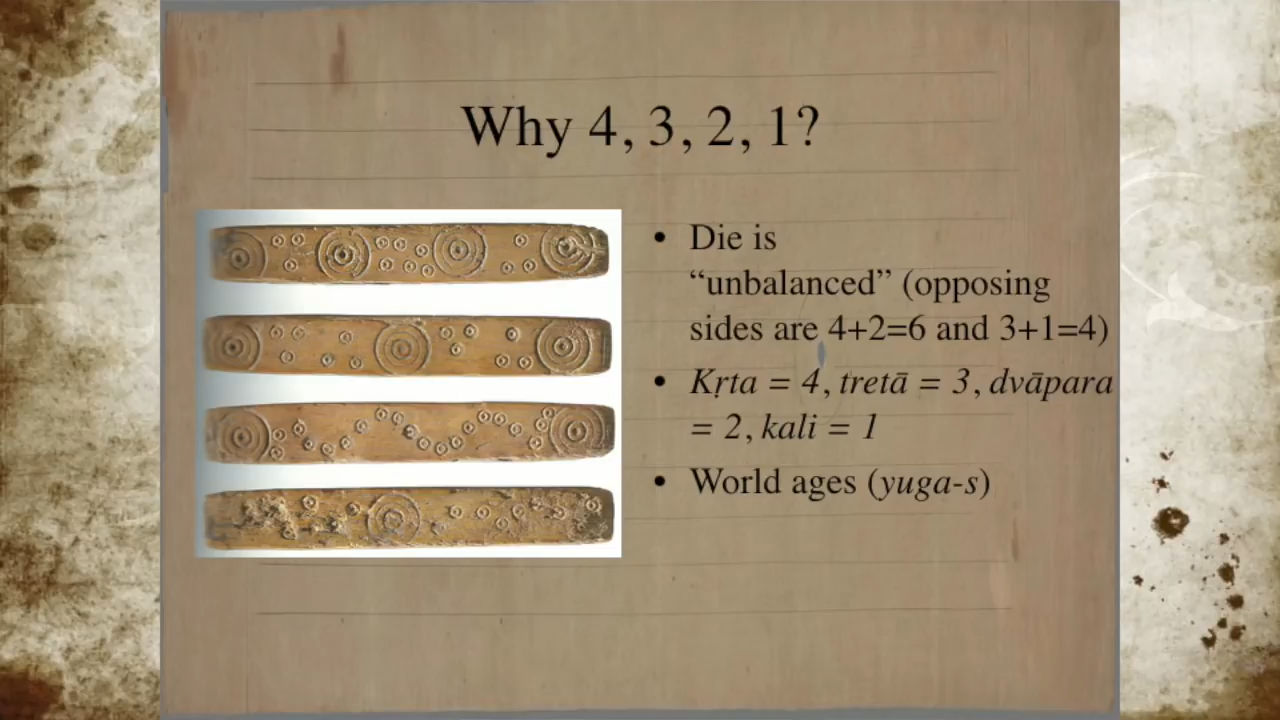 Why 4, 3, 2, 1?
• Die is
“unbalanced” (opposing
sides are 4+2=6 and 3+1=4)
• Kṛta = 4, tretā = 3, dvāpara
= 2, kali = 1
• World ages (yuga-s)